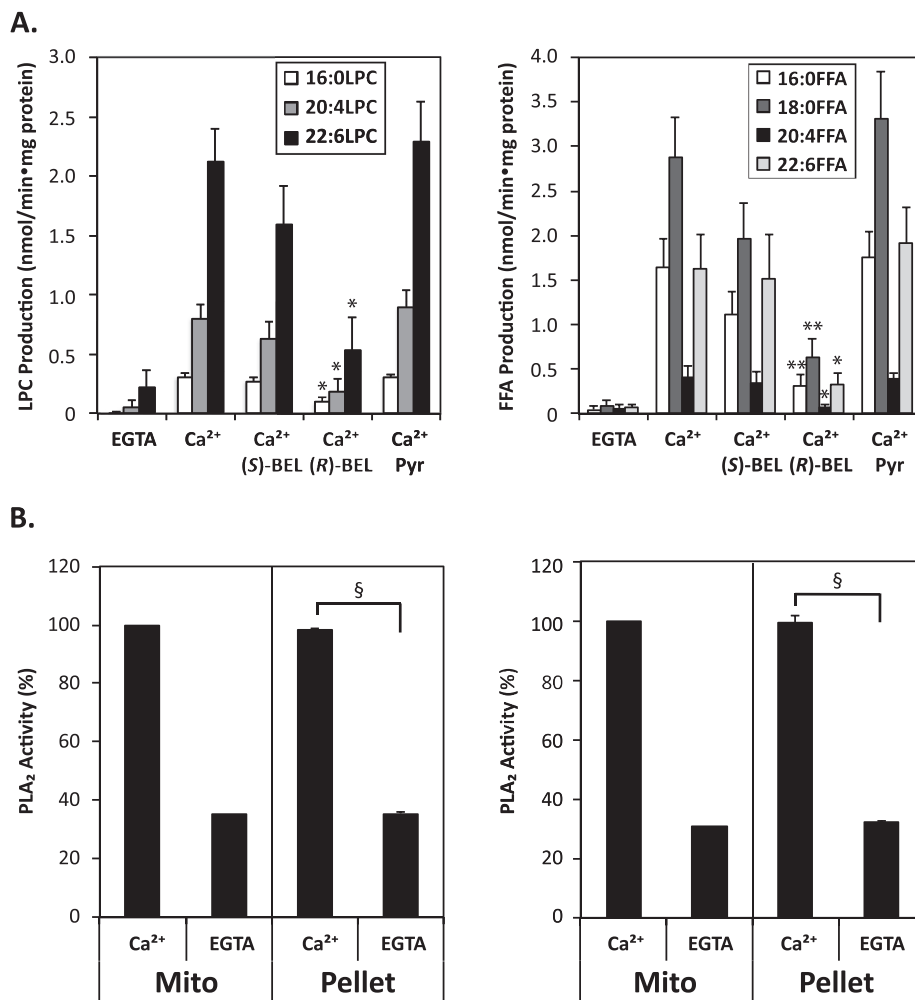 A.
LPC Production (nmol/min•mg protein)
3.0
2.5
2.0
1.5
1.0
0.5
0
16:0LPC
20:4LPC
22:6LPC
*
*
*
EGTA
Ca²⁺
Ca²⁺
(S)-BEL
Ca²⁺
(R)-BEL
Ca²⁺
Pyr
FFA Production (nmol/min•mg protein)
4.0
3.5
3.0
2.5
2.0
1.5
1.0
0.5
0
16:0FFA
18:0FFA
20:4FFA
22:6FFA
**
**
*
*
EGTA
Ca²⁺
Ca²⁺
(S)-BEL
Ca²⁺
(R)-BEL
Ca²⁺
Pyr
B.
PLA₂ Activity (%)
120
100
80
60
40
20
0
§
Ca²⁺ EGTA Ca²⁺ EGTA
Mito Pellet
PLA₂ Activity (%)
120
100
80
60
40
20
0
§
Ca²⁺ EGTA Ca²⁺ EGTA
Mito Pellet